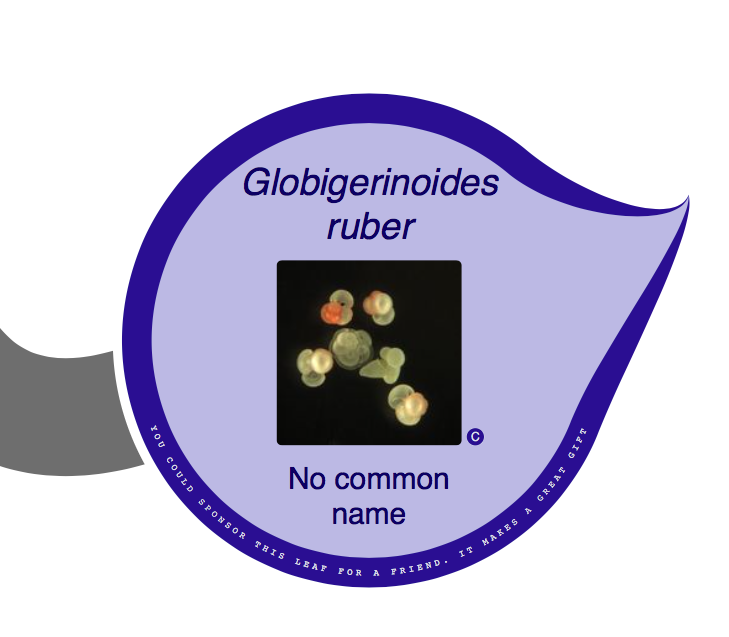 Globigerinoides
ruber
C
No common
name
YOU COULD SPONSOR THIS LEAF FOR A FRIEND. IT MAKES A GREAT GIFT